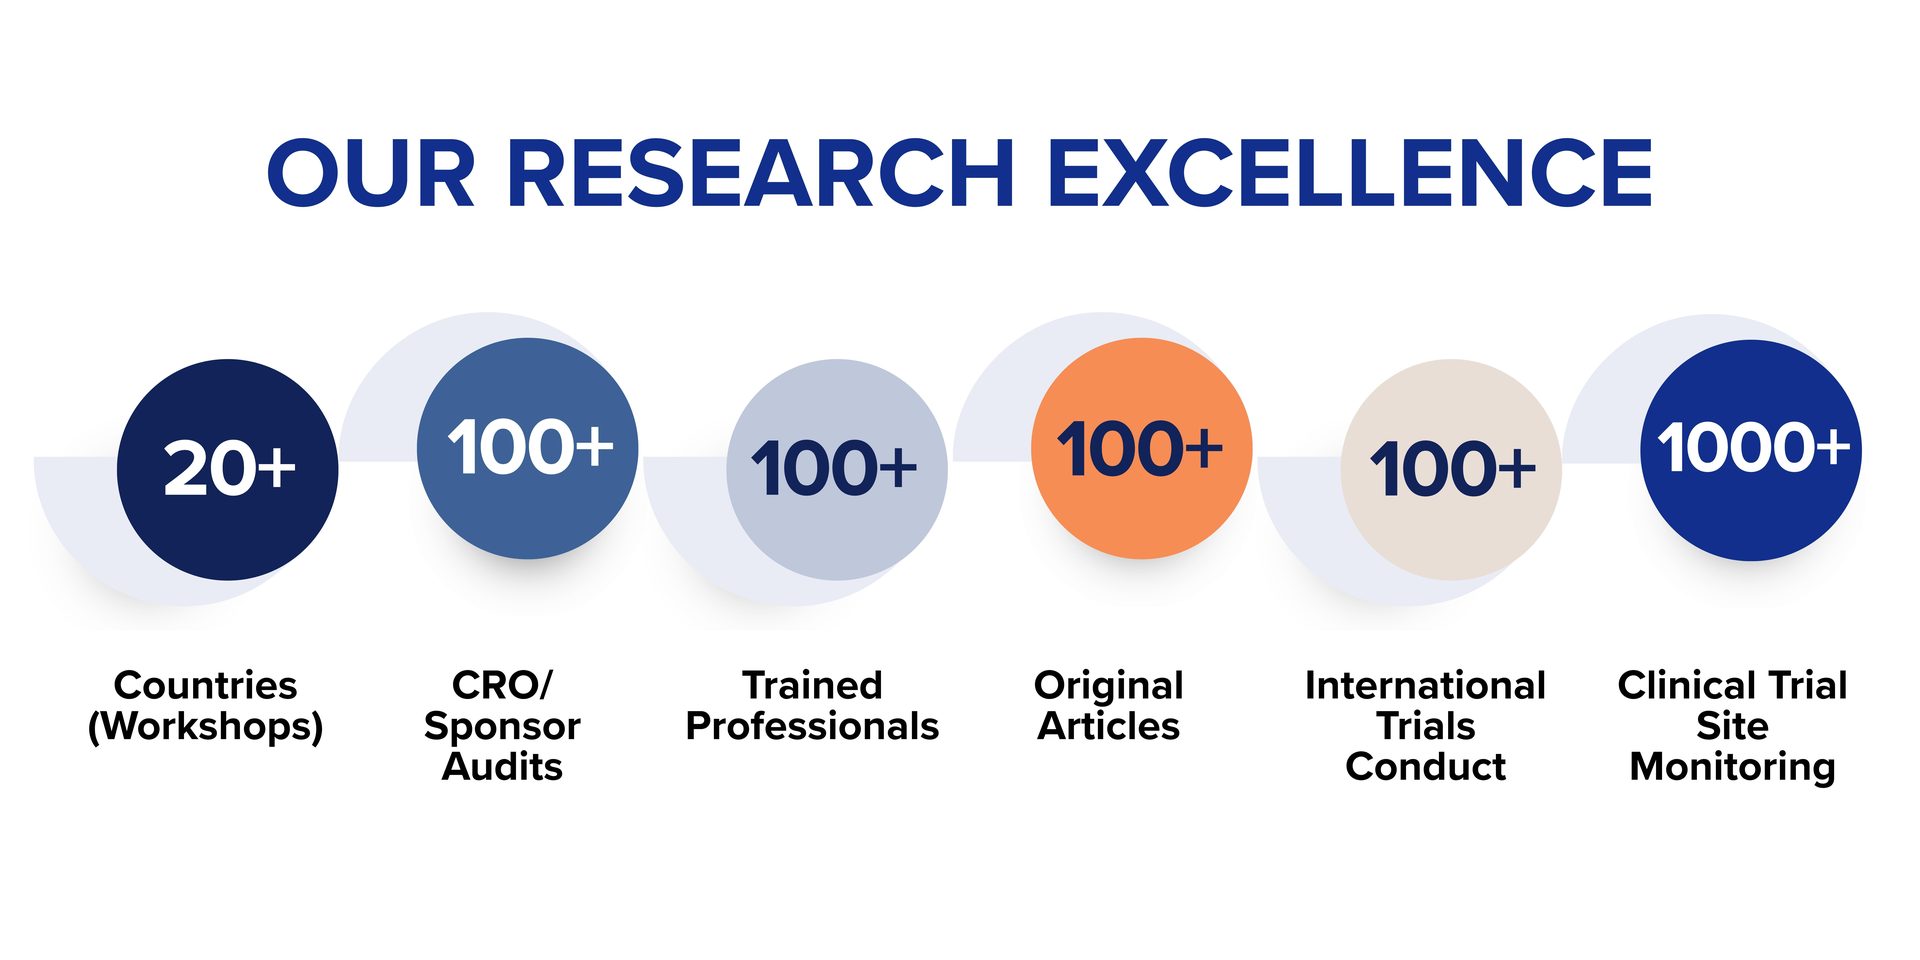 OUR RESEARCH EXCELLENCE
20+
Countries
(Workshops)
100+
CRO/
Sponsor
Audits
100+
Trained
Professionals
100+
Original
Articles
100+
International
Trials
Conduct
1000+
Clinical Trial
Site
Monitoring